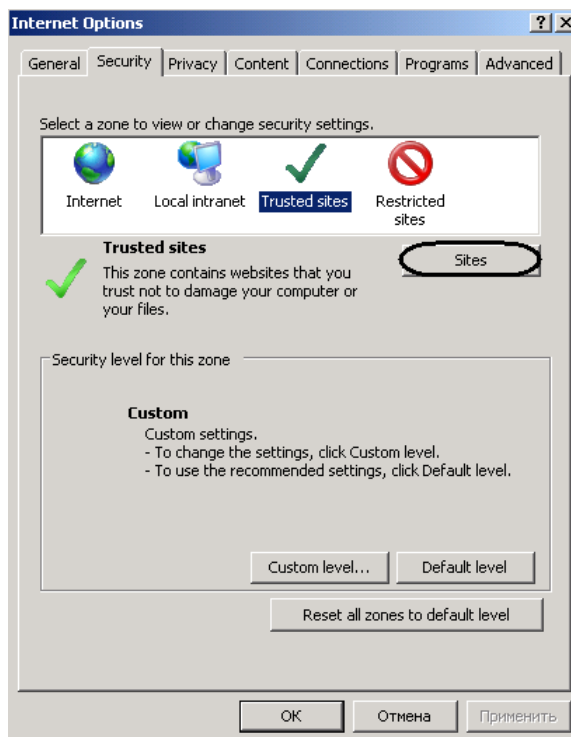 Internet Options
General Security Privacy Content Connections Programs Advanced
Select a zone to view or change security settings.
Internet Local intranet Trusted sites Restricted
sites
Trusted sites
Sites
This zone contains websites that you
trust not to damage your computer or
your files.
Security level for this zone
Custom
Custom settings.
- To change the settings, click Custom level.
- To use the recommended settings, click Default level.
Custom level... Default level
Reset all zones to default level
ОК Отмена Применить